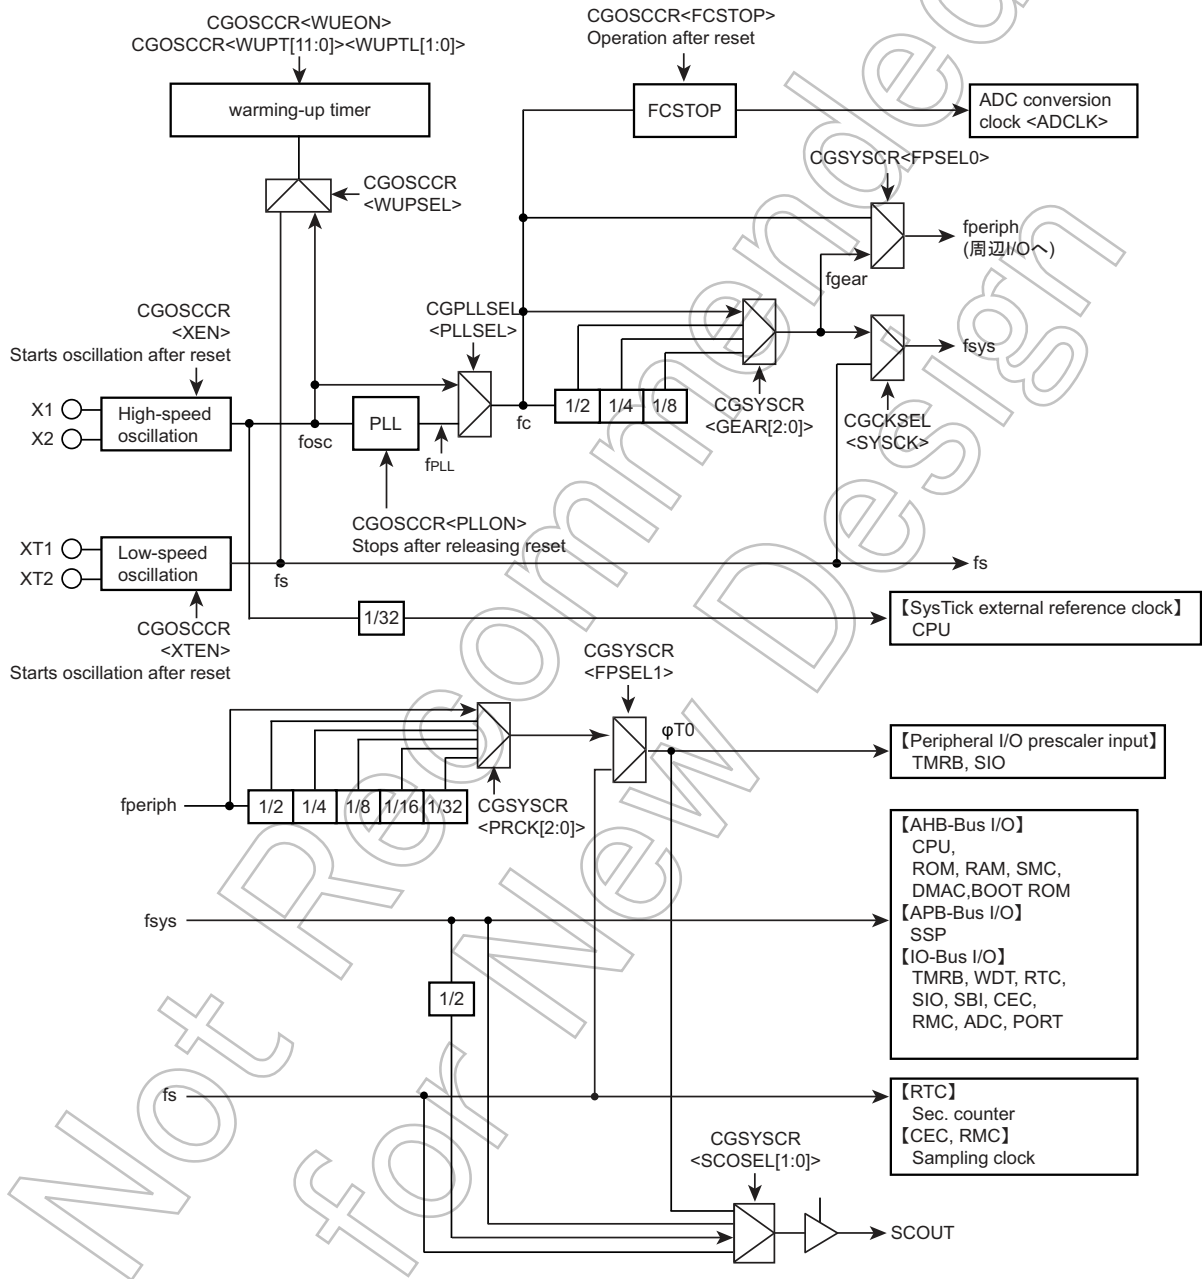 CGOSCCR<WUEON>
CGOSCCR<WUPT[11:0]><WUPTL[1:0]>
CGOSCCR<FCSTOP>
Operation after reset
warming-up timer
FCSTOP
ADC conversion
clock <ADCLK>
CGOSCCR
<WUPSEL>
CGSYSCR<FPSEL0>
fperiph
(周辺I/Oへ)
fgear
CGOSCCR
<XEN>
Starts oscillation after reset
CGPLLSEL
<PLLSEL>
fsys
X1
X2
High-speed
oscillation
fosc
PLL
fPLL
fc
1/2
1/4
1/8
CGSYSCR
<GEAR[2:0]>
CGCKSEL
<SYSCK>
CGOSCCR<PLLON>
Stops after releasing reset
XT1
XT2
Low-speed
oscillation
fs
fs
CGOSCCR
<XTEN>
Starts oscillation after reset
1/32
【SysTick external reference clock】
CPU
CGSYSCR
<FPSEL1>
φT0
【Peripheral I/O prescaler input】
TMRB, SIO
fperiph
1/2
1/4
1/8
1/16
1/32
CGSYSCR
<PRCK[2:0]>
fsys
1/2
【AHB-Bus I/O】
CPU,
ROM, RAM, SMC,
DMAC,BOOT ROM
【APB-Bus I/O】
SSP
【IO-Bus I/O】
TMRB, WDT, RTC,
SIO, SBI, CEC,
RMC, ADC, PORT
fs
【RTC】
Sec. counter
【CEC, RMC】
Sampling clock
CGSYSCR
<SCOSEL[1:0]>
SCOUT
Not Recommended
for New Design